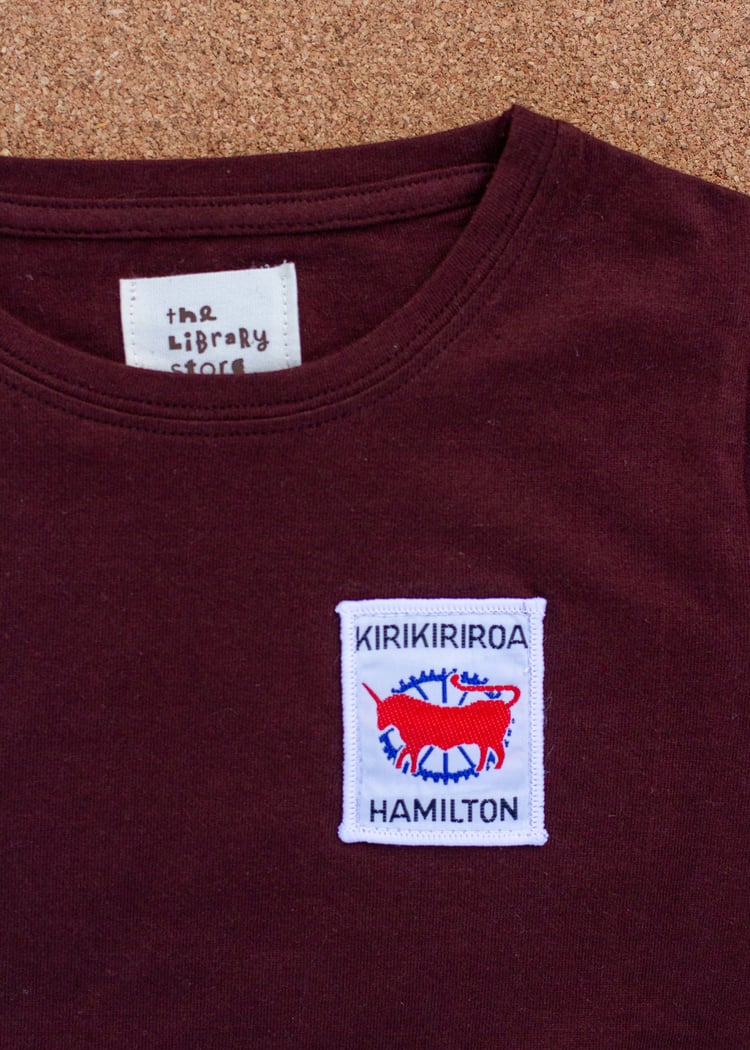 the
LiBRaRy
store
KIRIKIRIROA
HAMILTON